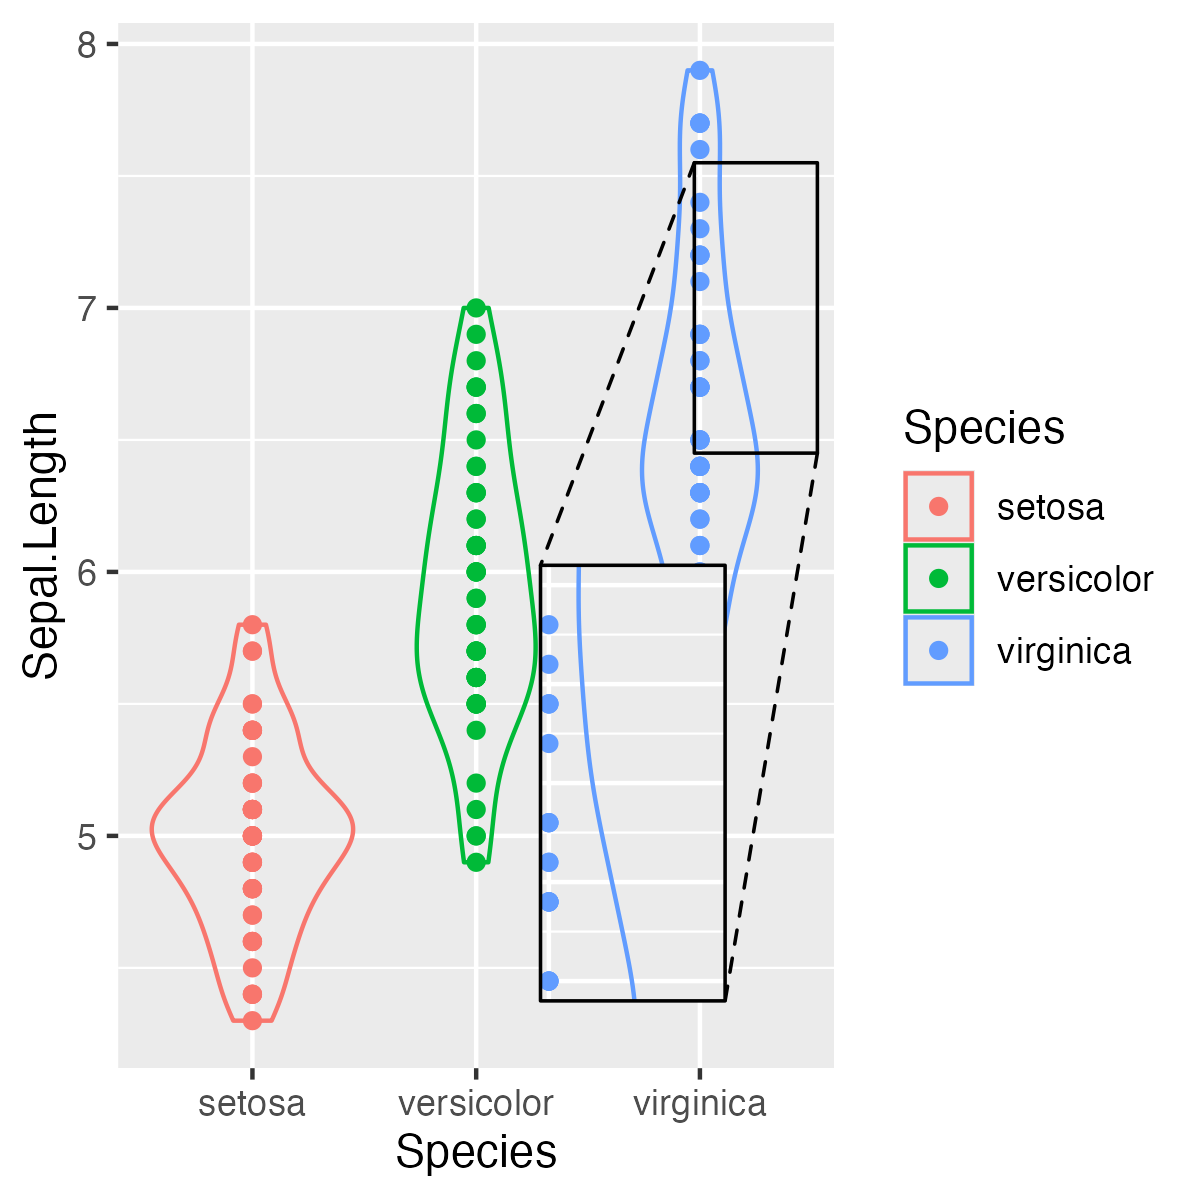 8
7
6
5
Sepal.Length
setosa versicolor virginica
Species
Species
setosa
versicolor
virginica